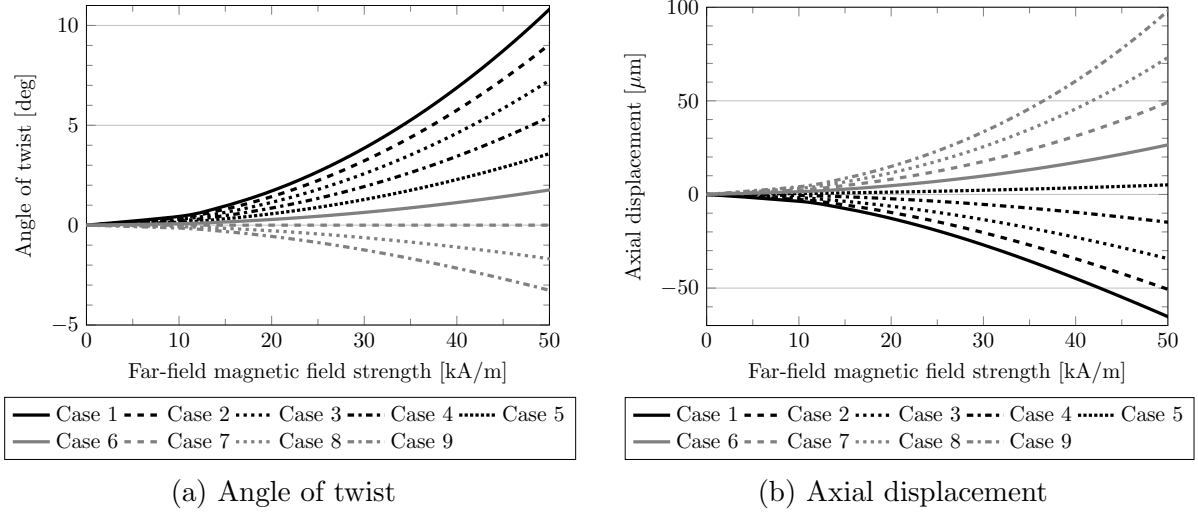 10
5
0
−5
Angle of twist [deg]
0 10 20 30 40 50
Far-field magnetic field strength [kA/m]
Case 1 Case 2 Case 3 Case 4 Case 5
Case 6 Case 7 Case 8 Case 9
(a) Angle of twist
100
50
0
−50
Axial displacement [μm]
0 10 20 30 40 50
Far-field magnetic field strength [kA/m]
Case 1 Case 2 Case 3 Case 4 Case 5
Case 6 Case 7 Case 8 Case 9
(b) Axial displacement